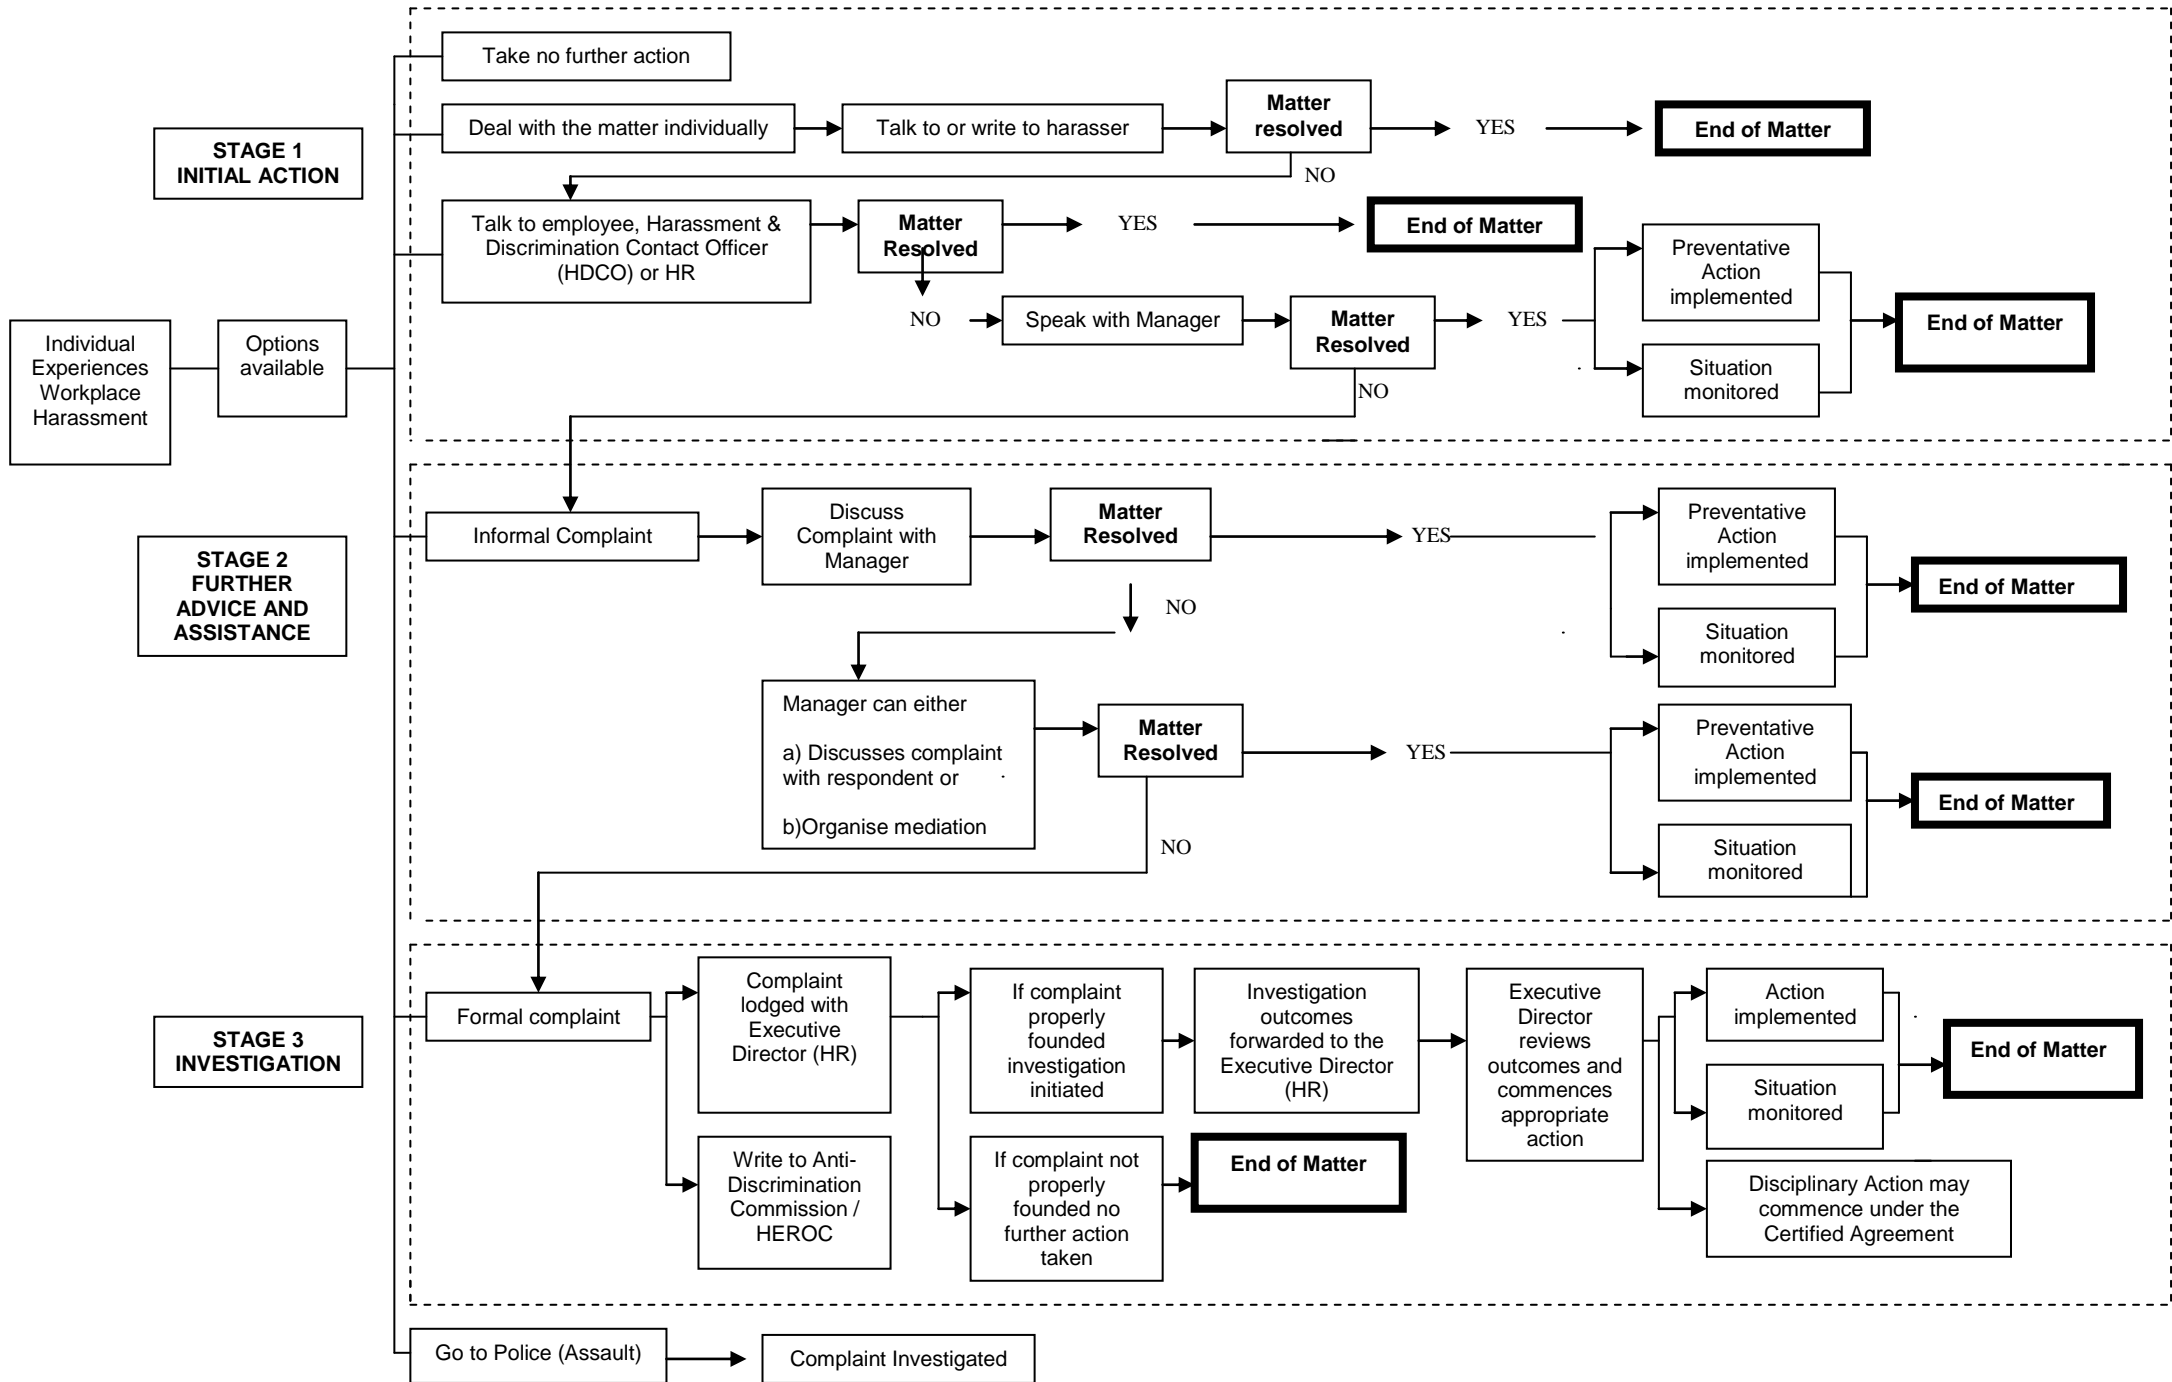 Take no further action
Deal with the matter individually
Talk to or write to harasser
Matter
resolved
YES
End of Matter
STAGE 1
INITIAL ACTION
NO
Talk to employee, Harassment &
Discrimination Contact Officer
(HDCO) or HR
Matter
Resolved
YES
End of Matter
Preventative
Action
implemented
NO
Speak with Manager
Matter
Resolved
YES
End of Matter
Situation
monitored
NO
Individual
Experiences
Workplace
Harassment
Options
available
STAGE 2
FURTHER
ADVICE AND
ASSISTANCE
Informal Complaint
Discuss
Complaint with
Manager
Matter
Resolved
YES
Preventative
Action
implemented
End of Matter
Situation
monitored
NO
Manager can either
a) Discusses complaint
with respondent or
b)Organise mediation
Matter
Resolved
YES
Preventative
Action
implemented
End of Matter
Situation
monitored
NO
STAGE 3
INVESTIGATION
Formal complaint
Complaint
lodged with
Executive
Director (HR)
If complaint
properly
founded
investigation
initiated
Investigation
outcomes
forwarded to the
Executive Director
(HR)
Executive
Director
reviews
outcomes and
commences
appropriate
action
Action
implemented
Situation
monitored
End of Matter
Write to Anti-
Discrimination
Commission /
HEROC
If complaint not
properly
founded no
further action
taken
End of Matter
Disciplinary Action may
commence under the
Certified Agreement
Go to Police (Assault)
Complaint Investigated